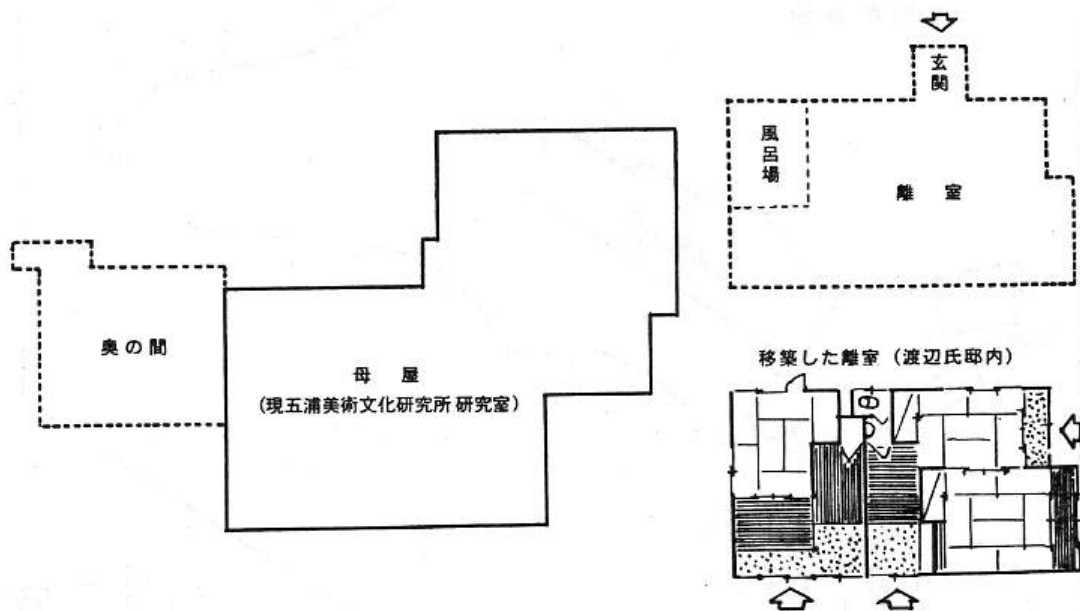 玄関
風呂場
離 室
奥の間
母 屋
(現五浦美術文化研究所 研究室)
移築した離室(渡辺氏邸内)